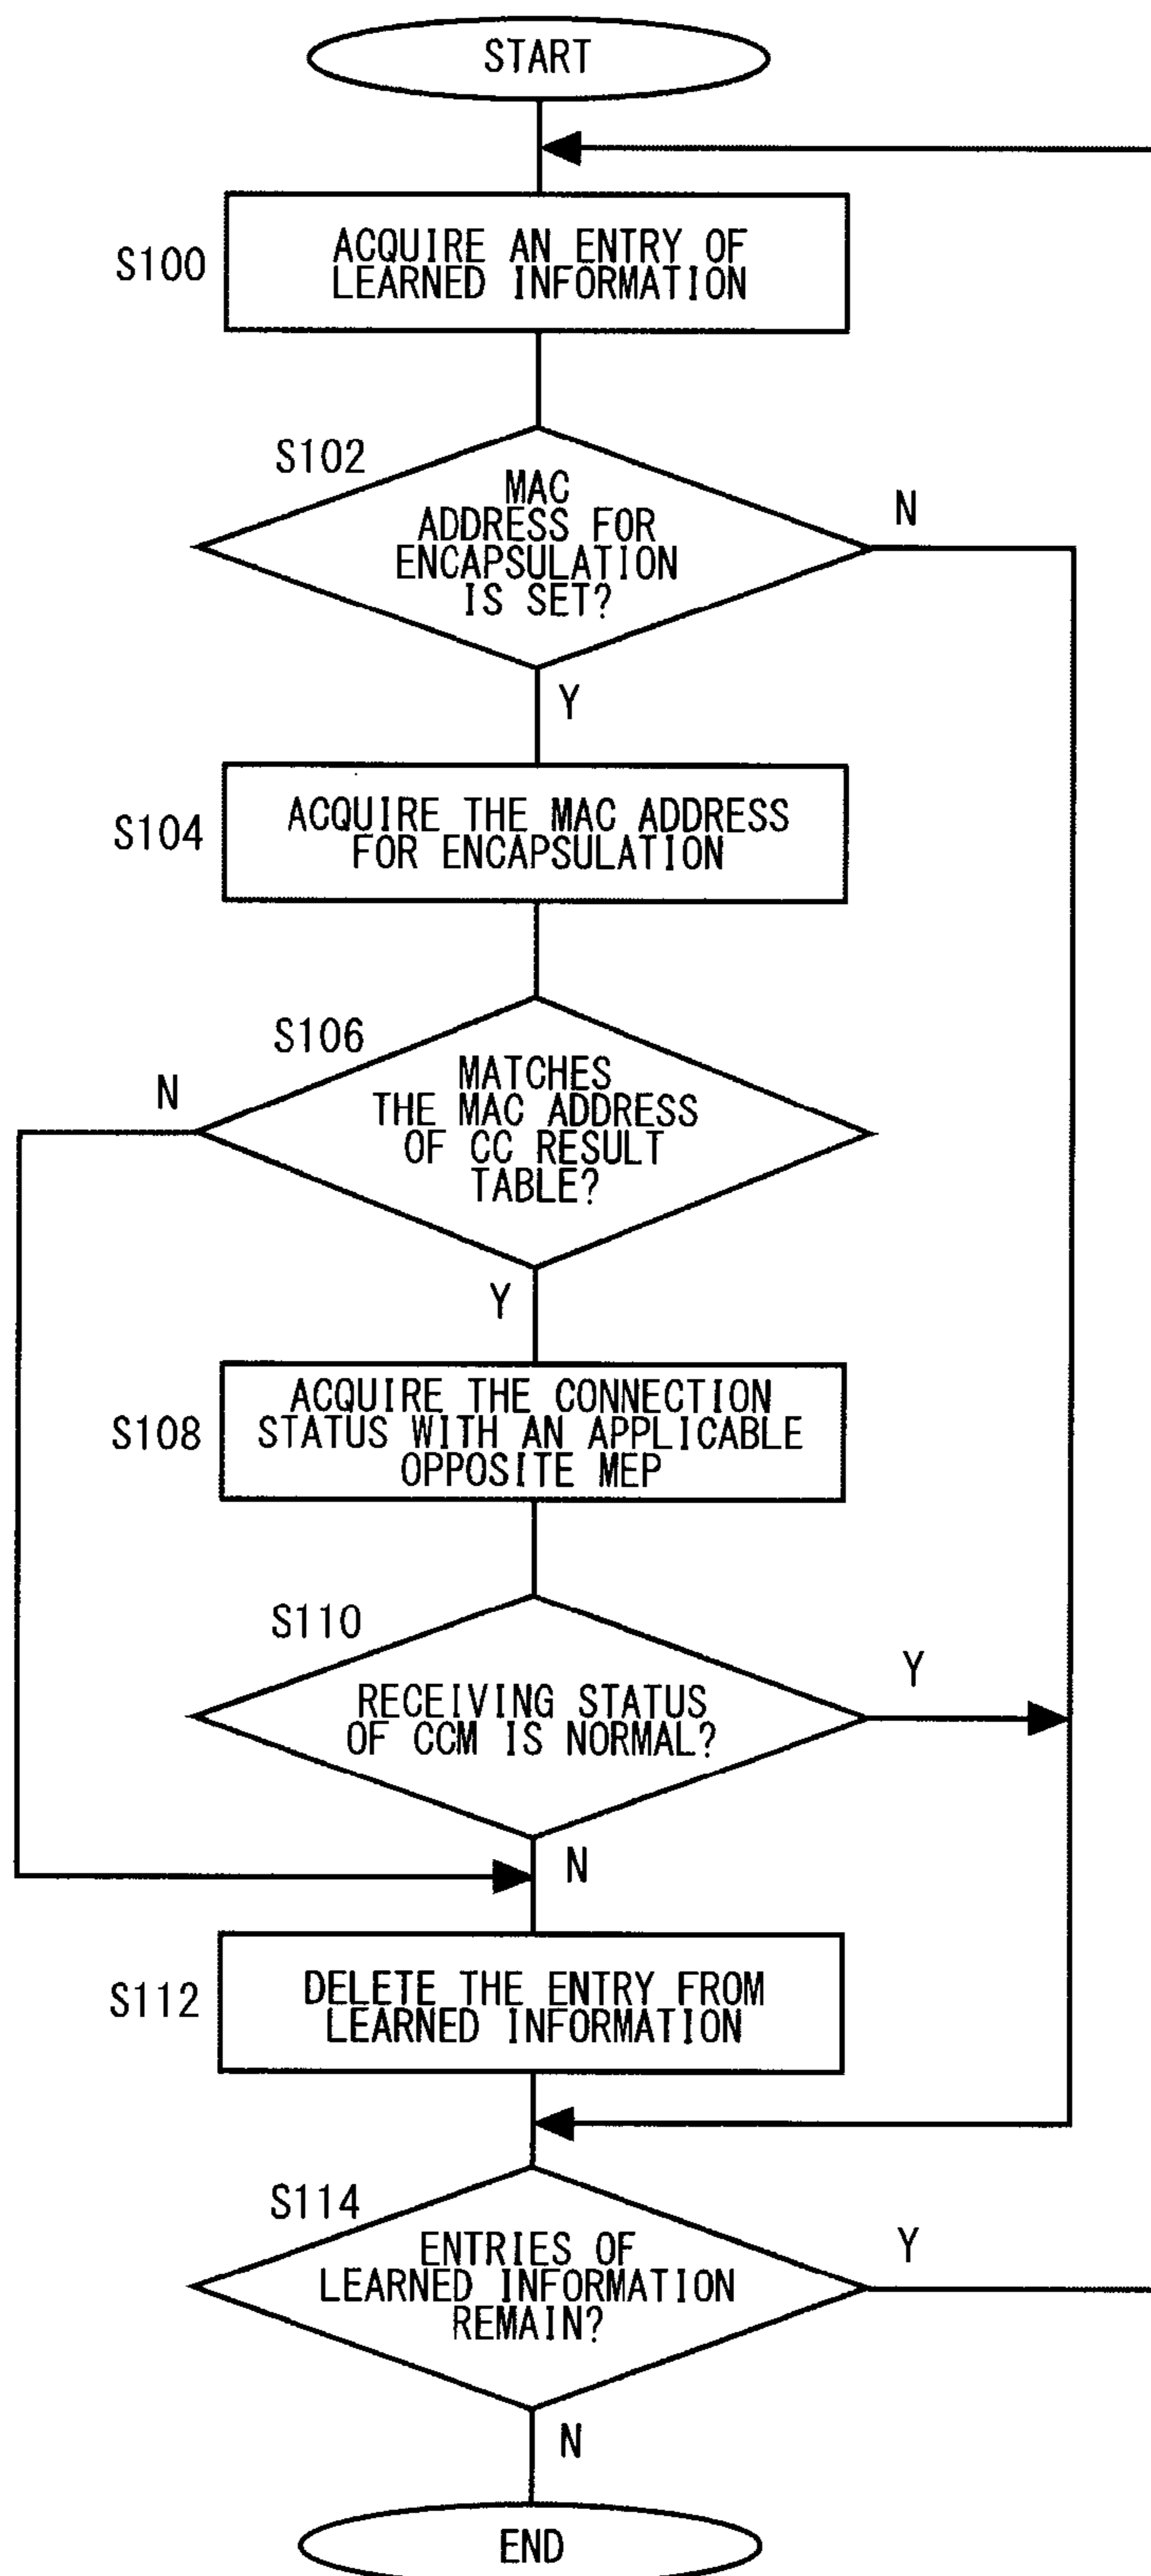 START
S100
ACQUIRE AN ENTRY OF
LEARNED INFORMATION
S102
MAC
ADDRESS FOR
ENCAPSULATION
IS SET?
N
Y
S104
ACQUIRE THE MAC ADDRESS
FOR ENCAPSULATION
S106
N
MATCHES
THE MAC ADDRESS
OF CC RESULT
TABLE?
Y
S108
ACQUIRE THE CONNECTION
STATUS WITH AN APPLICABLE
OPPOSITE MEP
S110
RECEIVING STATUS
OF CCM IS NORMAL?
Y
N
S112
DELETE THE ENTRY FROM
LEARNED INFORMATION
S114
ENTRIES OF
LEARNED INFORMATION
REMAIN?
Y
N
END